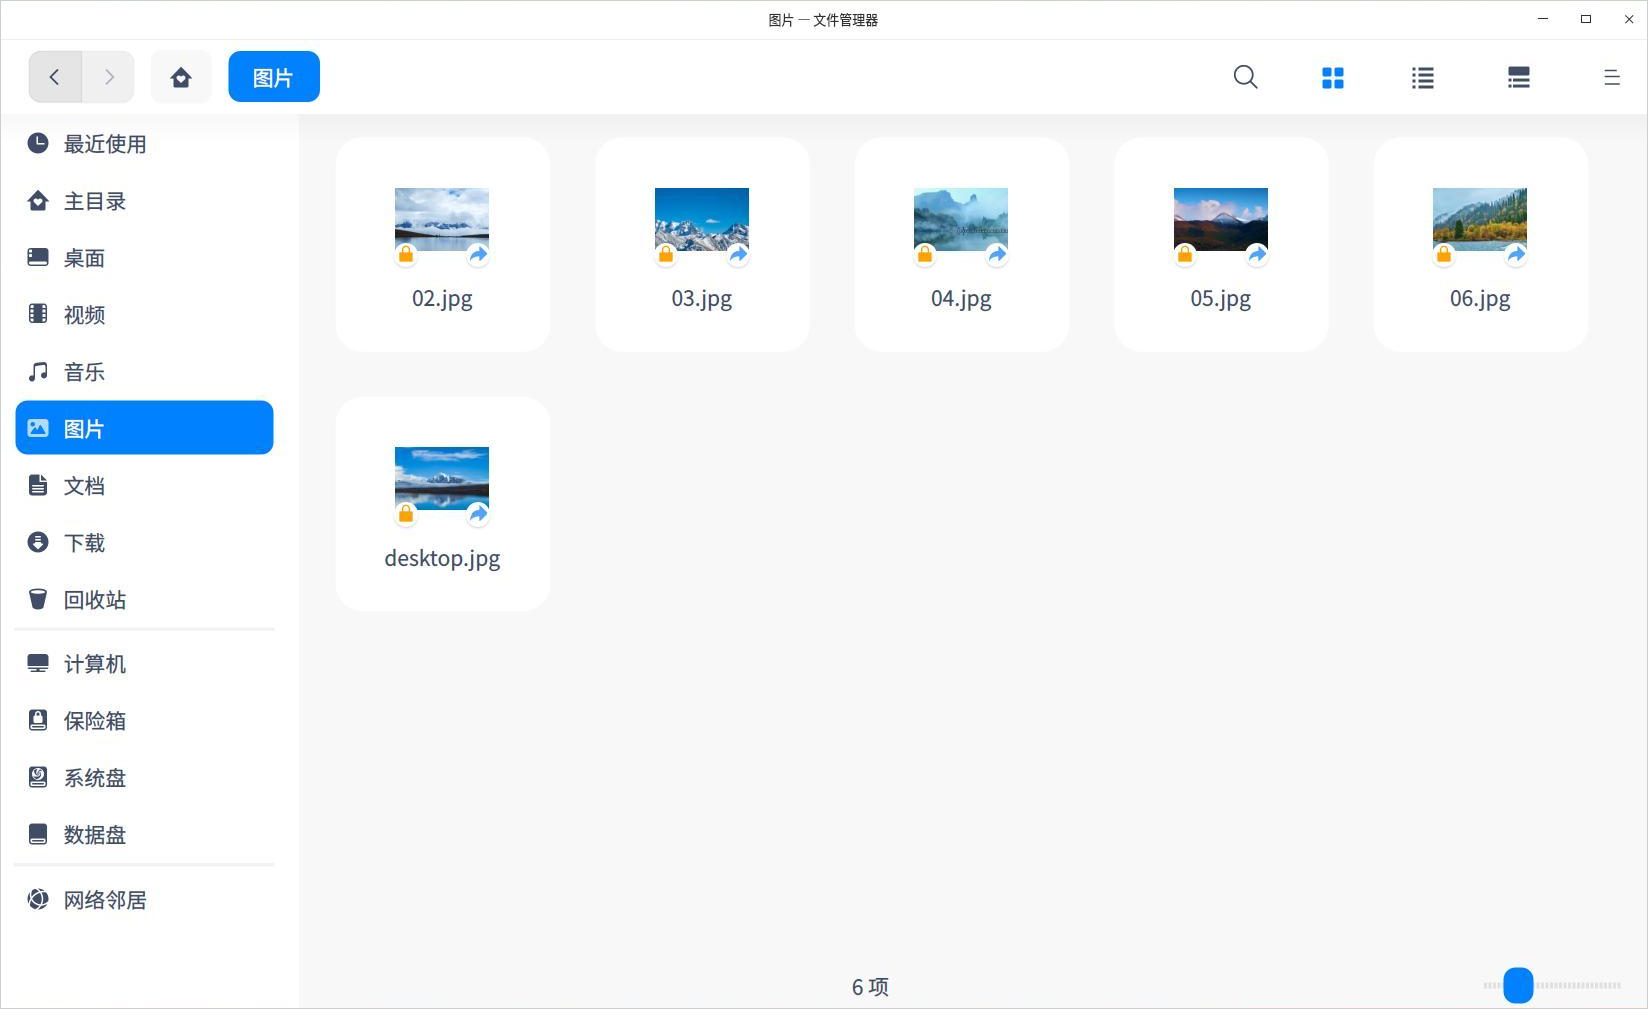 图片 — 文件管理器
图片
最近使用
主目录
桌面
视频
音乐
图片
文档
下载
回收站
计算机
保险箱
系统盘
数据盘
网络邻居
02.jpg
03.jpg
04.jpg
05.jpg
06.jpg
desktop.jpg
6 项